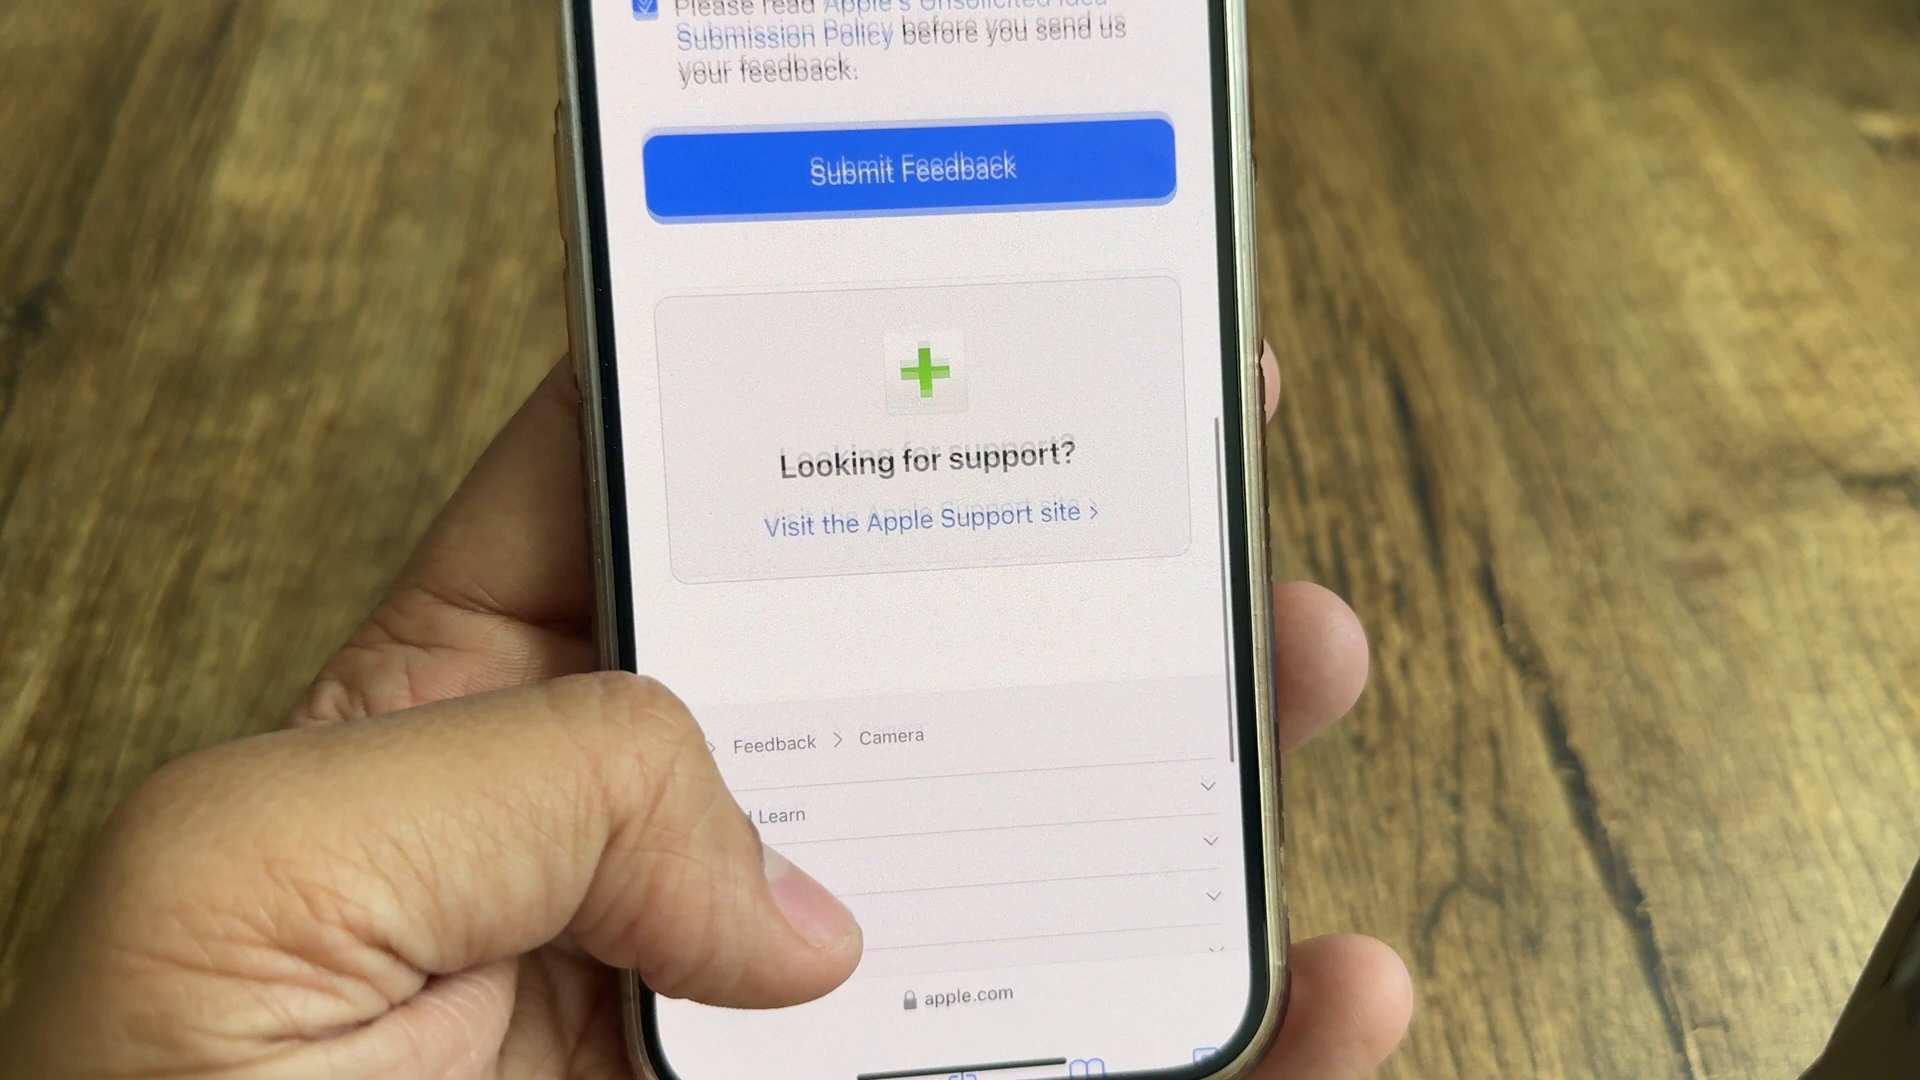 Please read Apple's Unsolicited Idea
Submission Policy before you send us
your feedback.
Submit Feedback
Looking for support?
Visit the Apple Support site >
> Feedback > Camera
Learn
apple.com